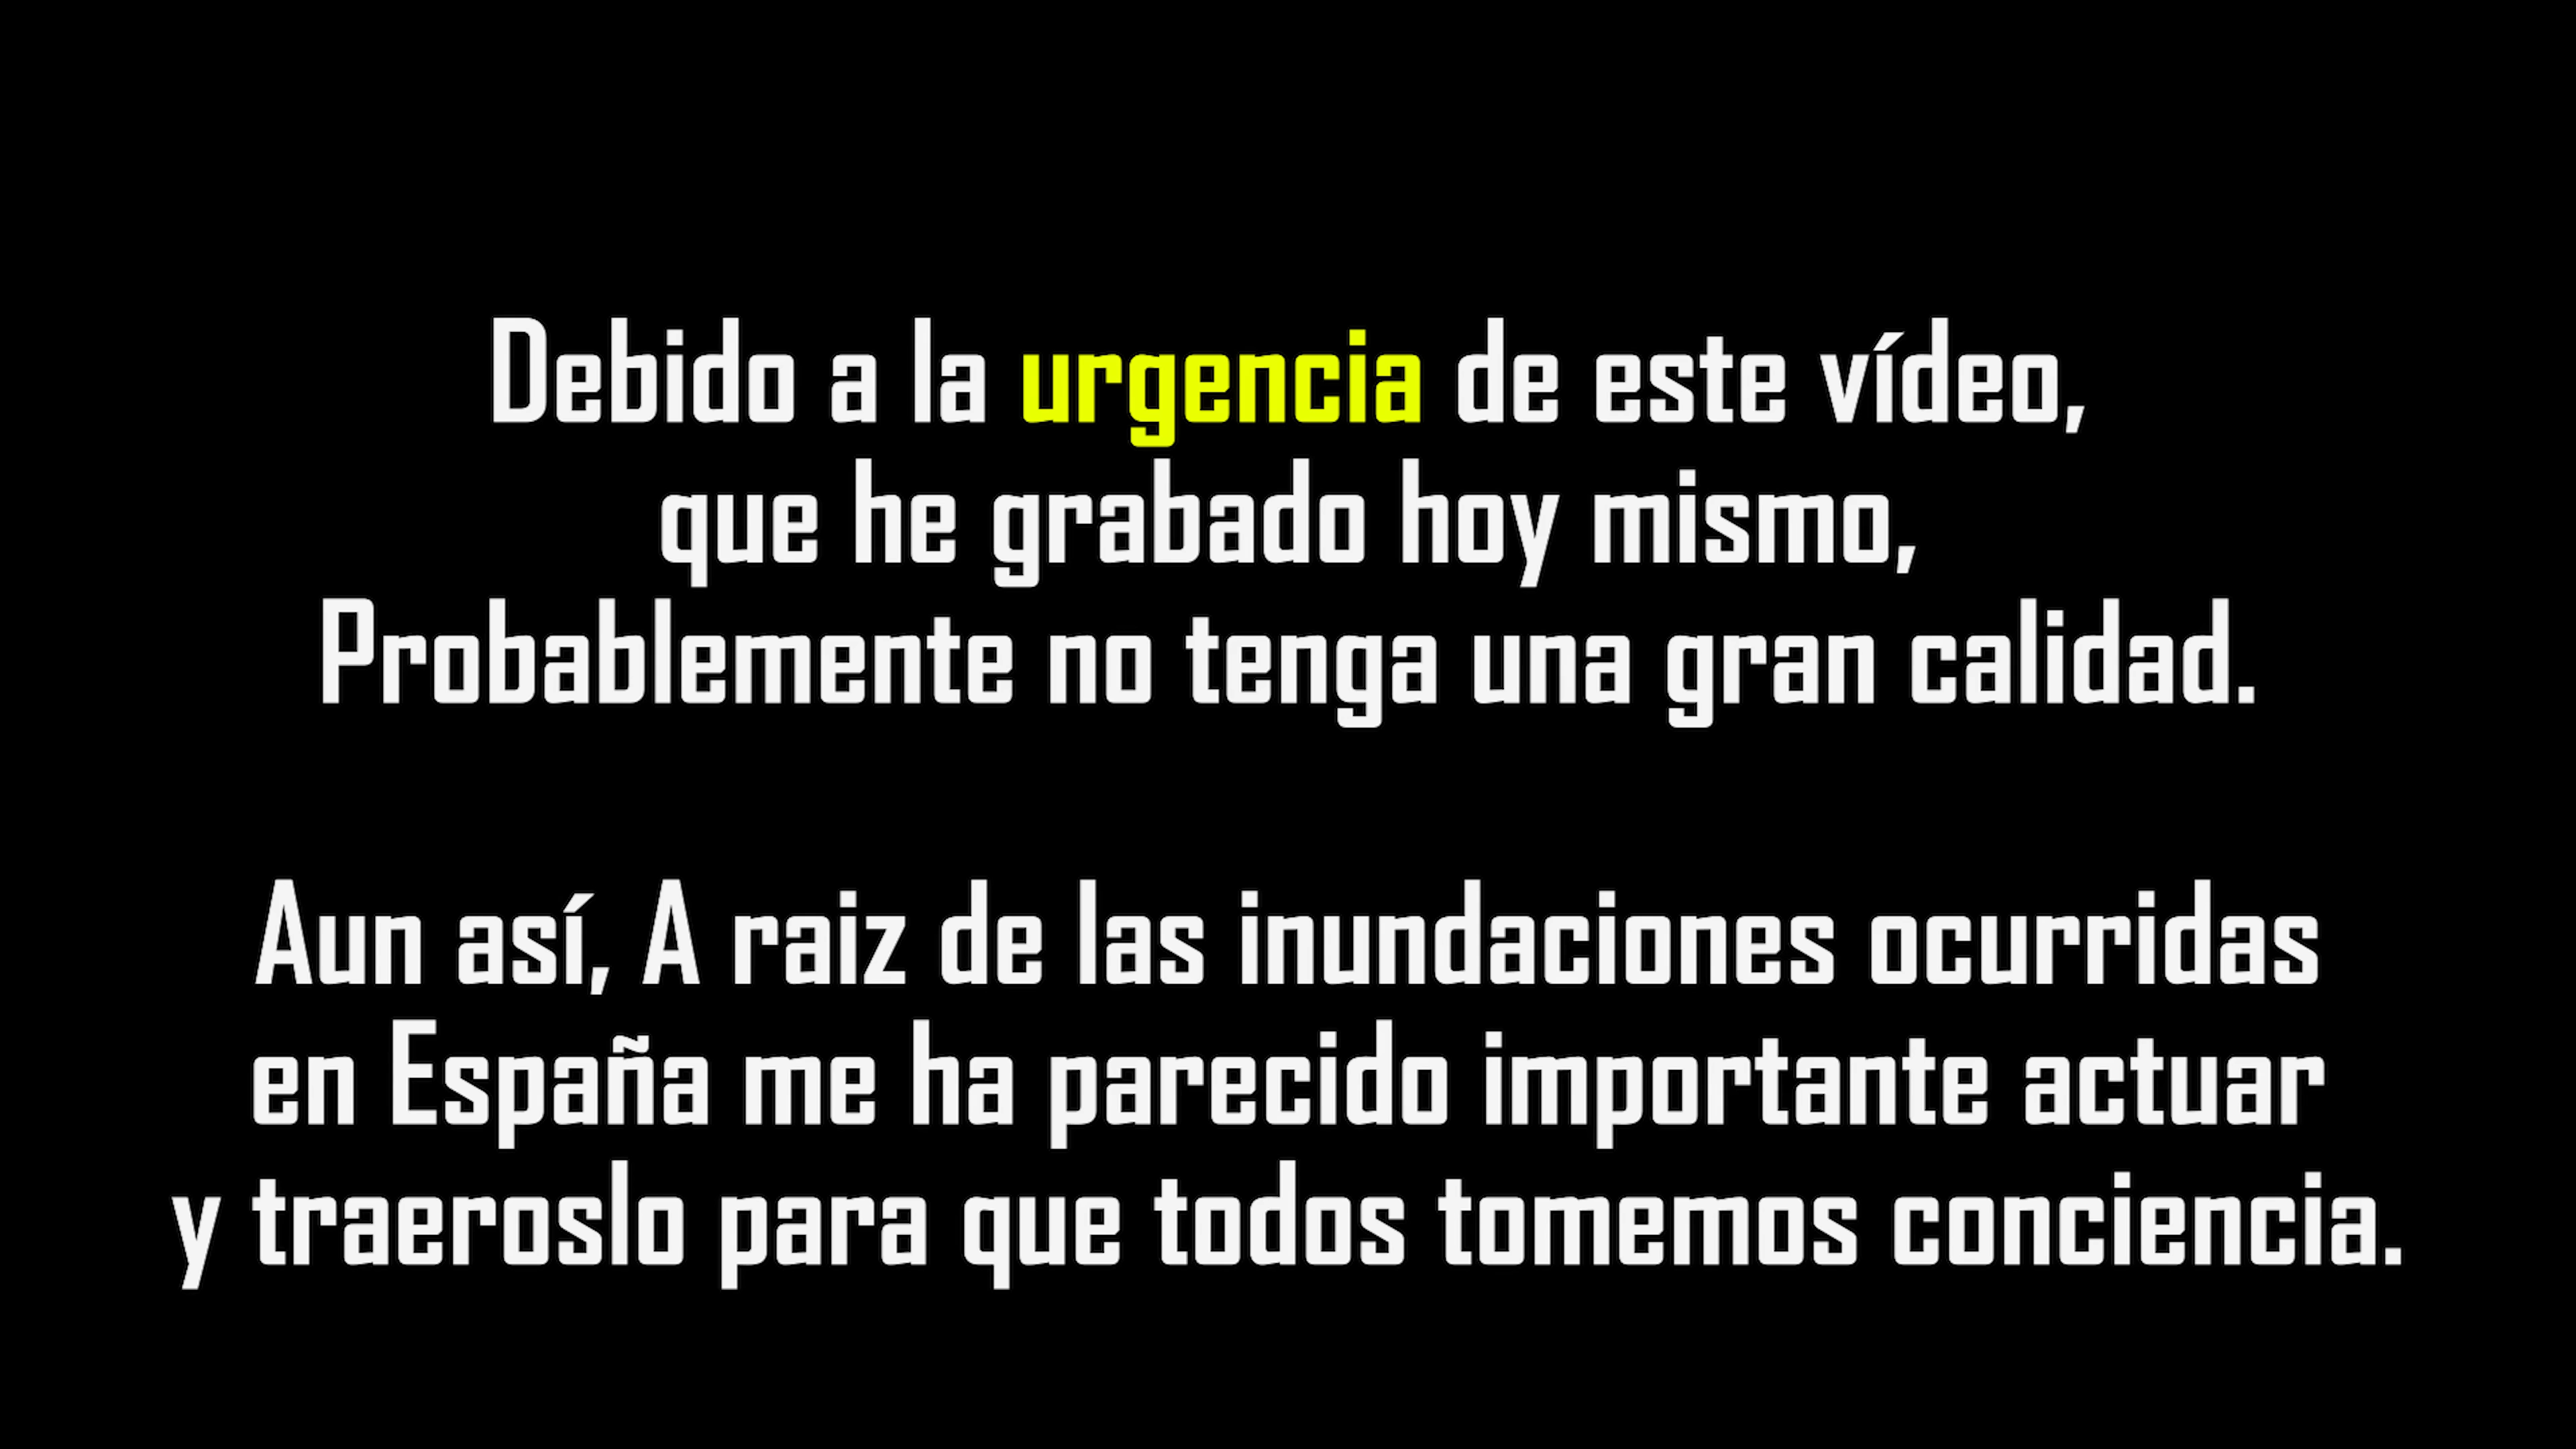 Debido a la urgencia de este vídeo,
que he grabado hoy mismo,
Probablemente no tenga una gran calidad.
Aun así, A raiz de las inundaciones ocurridas
en España me ha parecido importante actuar
y traeroslo para que todos tomemos conciencia.